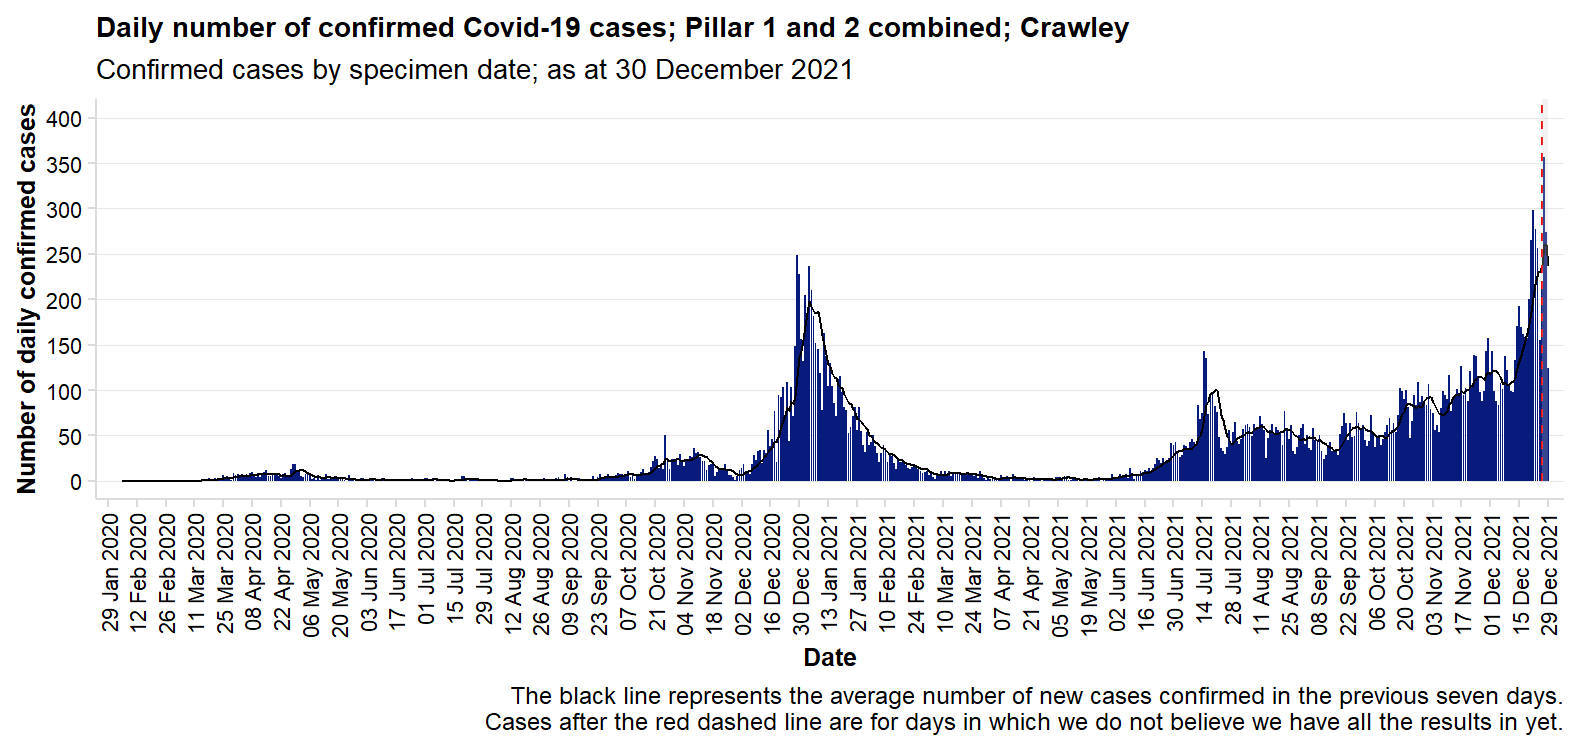 Daily number of confirmed Covid-19 cases; Pillar 1 and 2 combined; Crawley
Confirmed cases by specimen date; as at 30 December 2021
Number of daily confirmed cases
400
350
300
250
200
150
100
50
0
29 Jan 2020
12 Feb 2020
26 Feb 2020
11 Mar 2020
25 Mar 2020
08 Apr 2020
22 Apr 2020
06 May 2020
20 May 2020
03 Jun 2020
17 Jun 2020
01 Jul 2020
15 Jul 2020
29 Jul 2020
12 Aug 2020
26 Aug 2020
09 Sep 2020
23 Sep 2020
07 Oct 2020
21 Oct 2020
04 Nov 2020
18 Nov 2020
02 Dec 2020
16 Dec 2020
30 Dec 2020
13 Jan 2021
27 Jan 2021
10 Feb 2021
24 Feb 2021
10 Mar 2021
24 Mar 2021
07 Apr 2021
21 Apr 2021
05 May 2021
19 May 2021
02 Jun 2021
16 Jun 2021
30 Jun 2021
14 Jul 2021
28 Jul 2021
11 Aug 2021
25 Aug 2021
08 Sep 2021
22 Sep 2021
06 Oct 2021
20 Oct 2021
03 Nov 2021
17 Nov 2021
01 Dec 2021
15 Dec 2021
29 Dec 2021
Date
The black line represents the average number of new cases confirmed in the previous seven days.
Cases after the red dashed line are for days in which we do not believe we have all the results in yet.